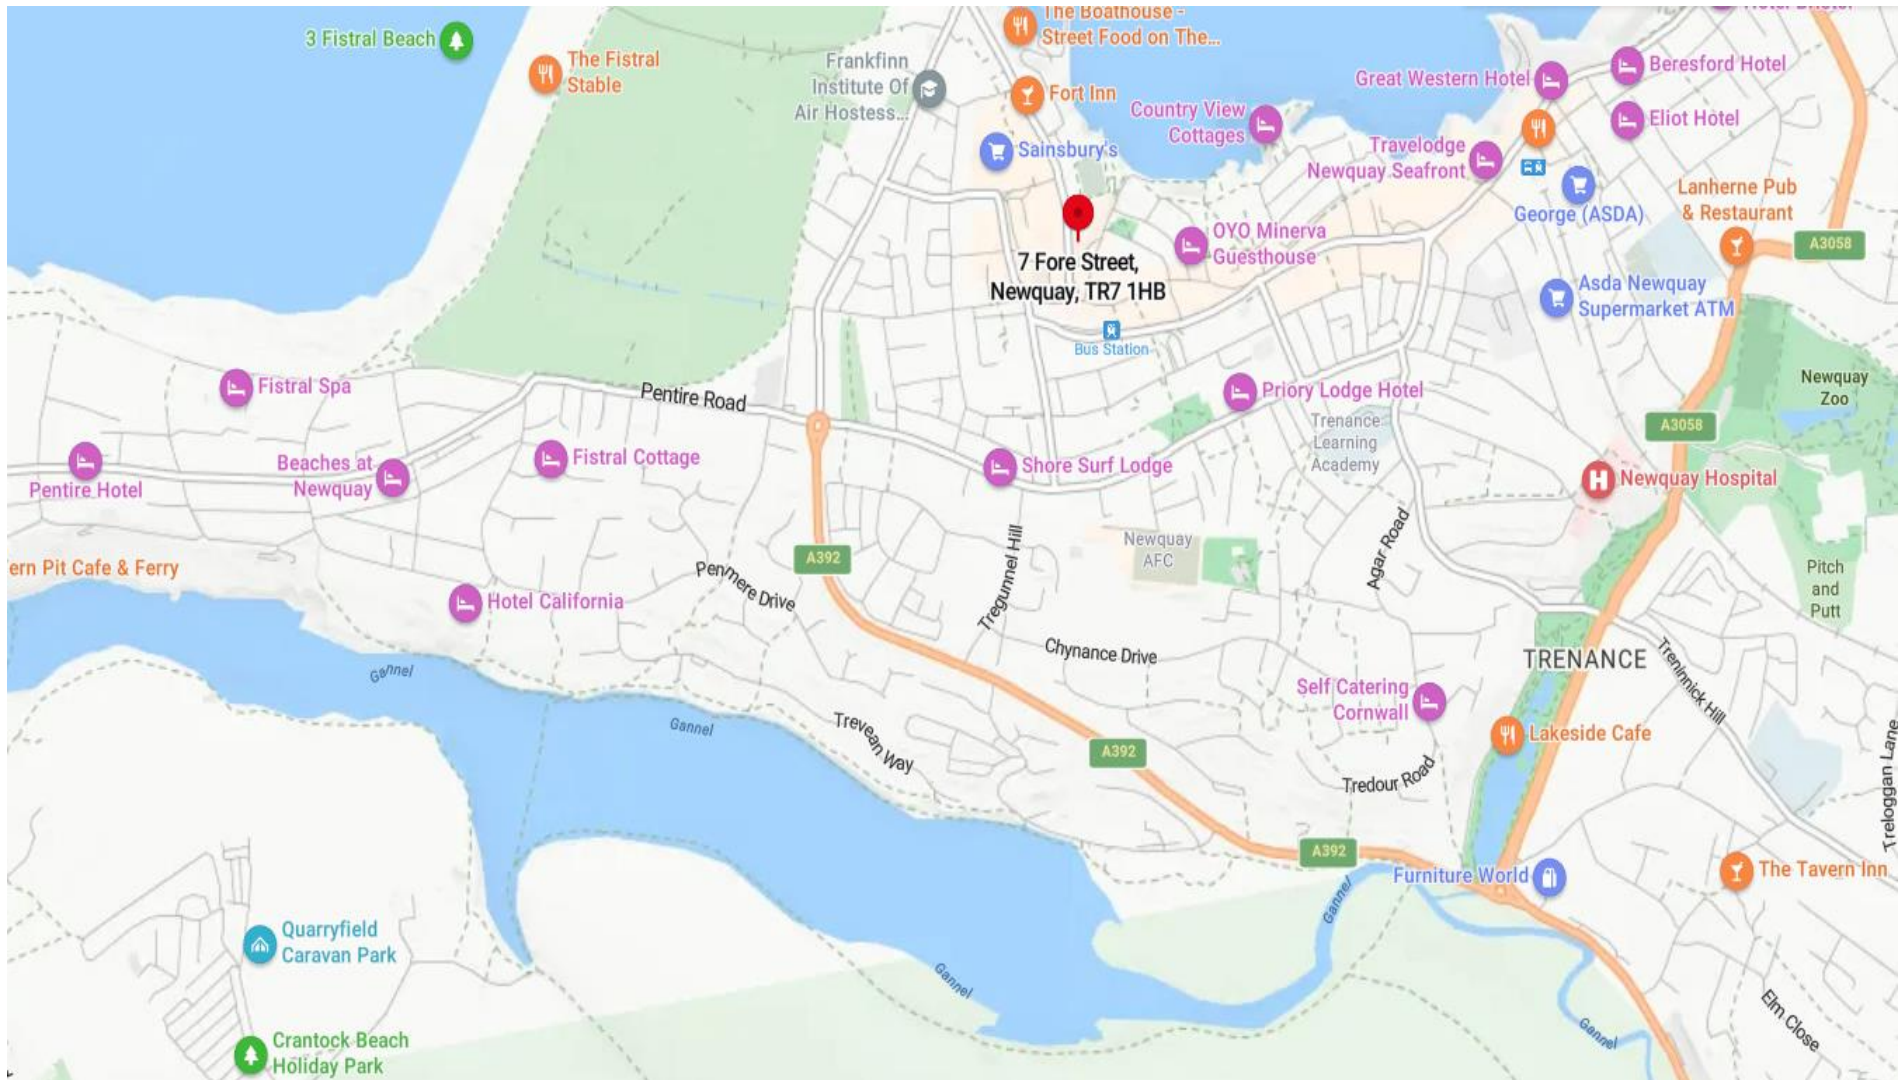 3 Fistral Beach
The Fistral
Stable
Frankfinn
Institute Of
Air Hostess...
The Boathouse -
Street Food on The...
Fort Inn
Sainsbury's
Country View
Cottages
Great Western Hotel
Beresford Hotel
Eliot Hotel
Travelodge
Newquay Seafront
George (ASDA)
Lanherne Pub
& Restaurant
A3058
7 Fore Street,
Newquay, TR7 1HB
OYO Minerva
Guesthouse
Asda Newquay
Supermarket ATM
Bus Station
Fistral Spa
Pentire Road
Priory Lodge Hotel
Newquay
Zoo
Trenance
Learning
Academy
A3058
Pentire Hotel
Beaches at
Newquay
Fistral Cottage
Shore Surf Lodge
H
Newquay Hospital
ern Pit Cafe & Ferry
Hotel California
Penmere Drive
A392
Tregunnel Hill
Newquay
AFC
Agar Road
Pitch
and
Putt
Chynance Drive
TRENANCE
Treninnick Hill
Gannel
Gannel
Trevean Way
A392
Self Catering
Cornwall
Lakeside Cafe
Tredour Road
Treloggan Lane
A392
Furniture World
The Tavern Inn
Gannel
Quarryfield
Caravan Park
Gannel
Elm Close
Gannel
Crantock Beach
Holiday Park